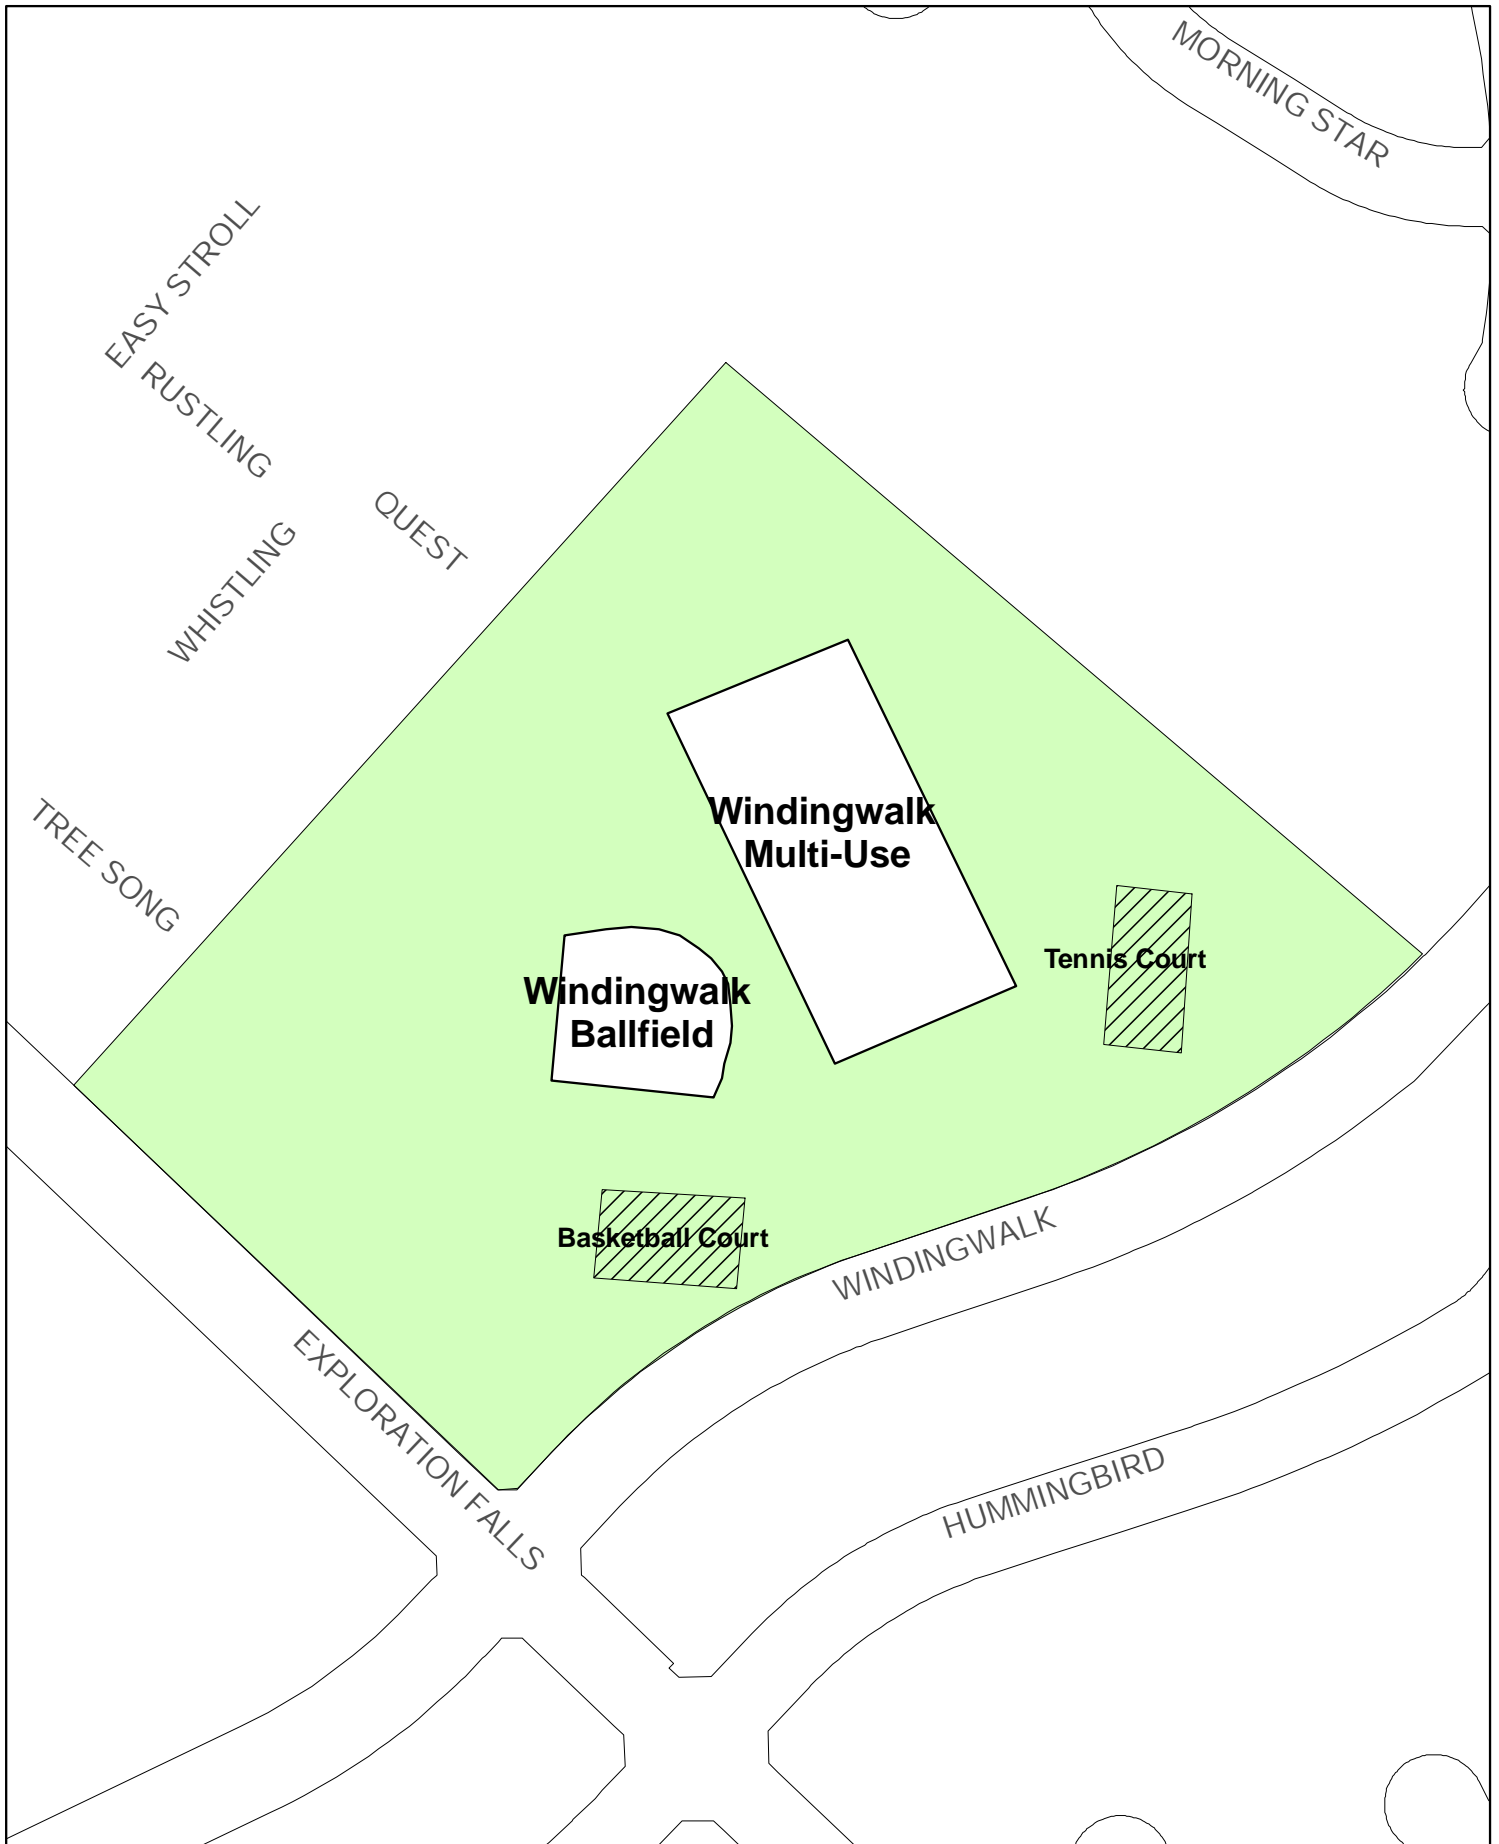 MORNING STAR
EASY STROLL
E RUSTLING
QUEST
WHISTLING
TREE SONG
Windingwalk
Multi-Use
Tennis Court
Windingwalk
Ballfield
Basketball Court
WINDINGWALK
EXPLORATION FALLS
HUMMINGBIRD